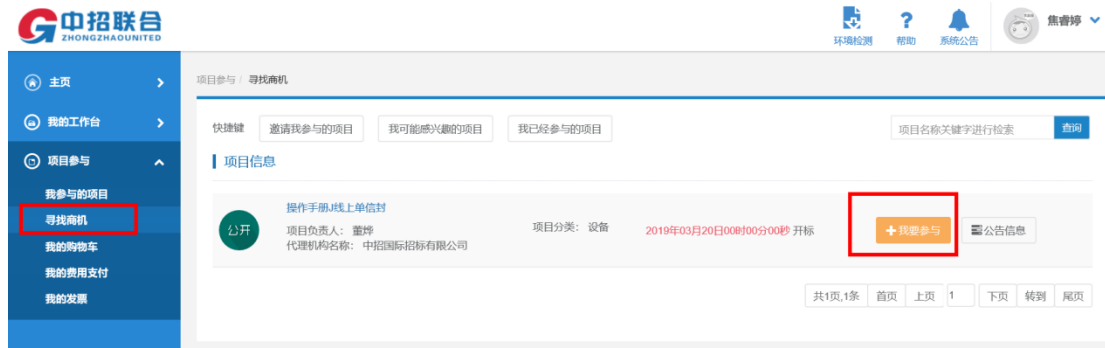 中招联合
ZHONGZHAOUNITED
环境检测
?
帮助
系统公告
焦睿婷
主页
我的工作台
项目参与
我参与的项目
寻找商机
我的购物车
我的费用支付
我的发票
项目参与 / 寻找商机
快捷键 邀请我参与的项目 我可能感兴趣的项目 我已经参与的项目 项目名称关键字进行检索 查询
项目信息
公开
操作手册J线上单信封
项目负责人： 董烨
代理机构名称： 中招国际招标有限公司
项目分类： 设备
2019年03月20日00时00分00秒 开标
+我要参与
公告信息
共1页,1条 首页 上页 1 下页 转到 尾页